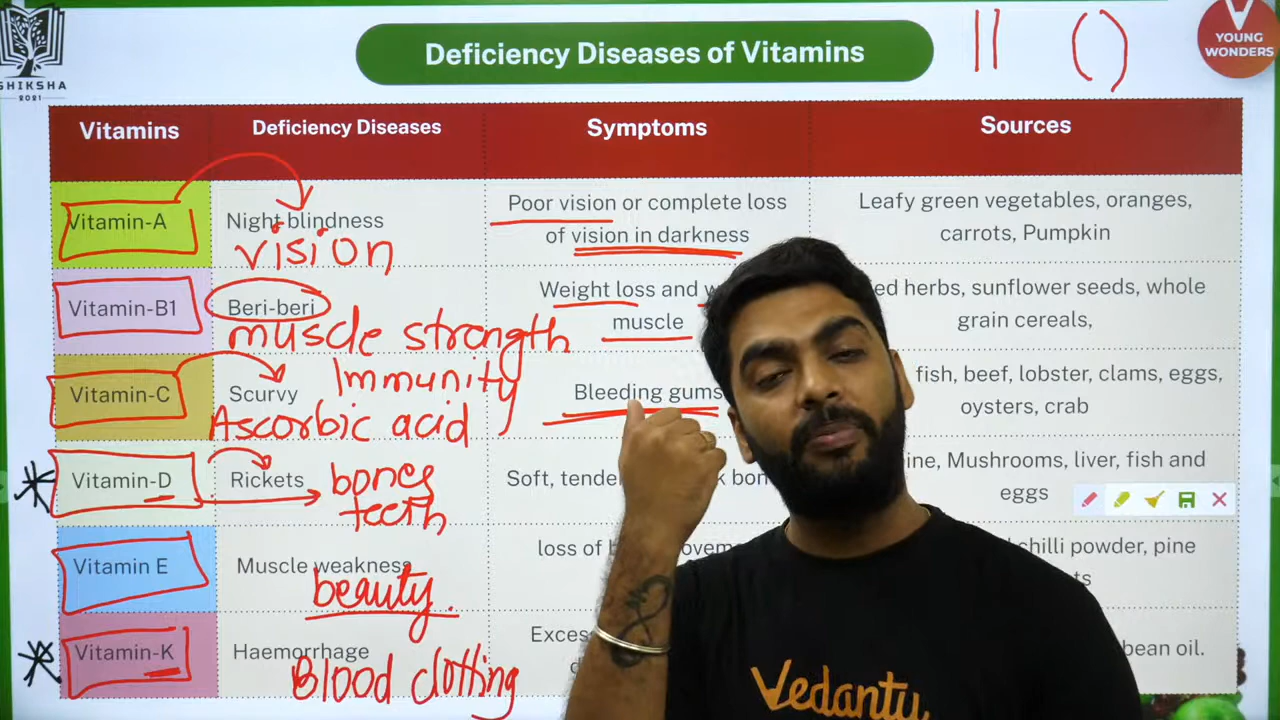 SHIKSHA
2021
Deficiency Diseases of Vitamins
|| ()
V
YOUNG
WONDERS
Vitamins Deficiency Diseases Symptoms Sources
Vitamin-A
Night blindness
vision
Poor vision or complete loss
of vision in darkness
Leafy green vegetables, oranges,
carrots, Pumpkin
Vitamin-B1
Beri-beri
muscle strength
Weight loss and
muscle
herbs, sunflower seeds, whole
grain cereals,
Vitamin-C
Scurvy
Immunity
Ascorbic acid
Bleeding gums
fish, beef, lobster, clams, eggs,
oysters, crab
Vitamin-D
Rickets
bones
teeth
Soft,
Mushrooms, liver, fish and
eggs
Vitamin E
Muscle weakness
beauty.
loss of
chilli powder, pine
Vitamin-K
Haemorrhage
Blood clotting
bean oil.
Vedantu